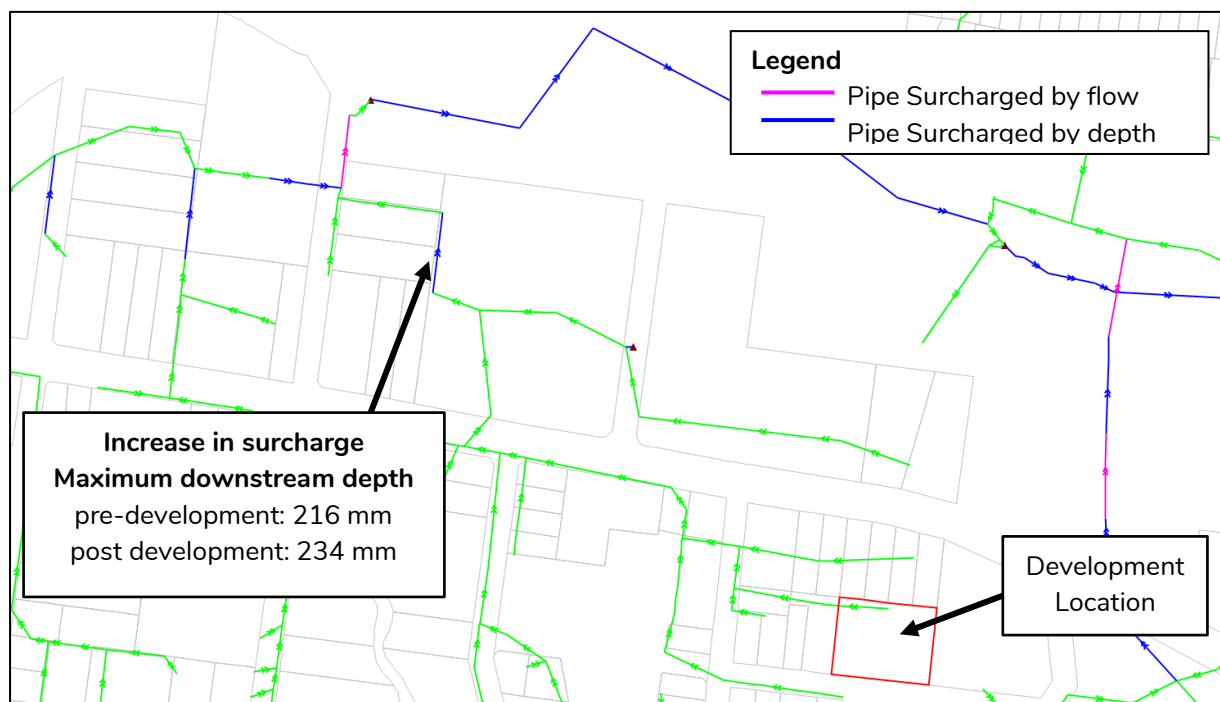 Legend
Pipe Surcharged by flow
Pipe Surcharged by depth
Increase in surcharge
Maximum downstream depth
pre-development: 216 mm
post development: 234 mm
Development
Location